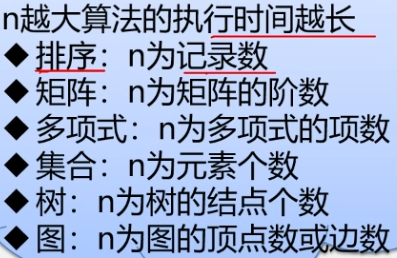 n越大算法的执行时间越长
◆排序：n为记录数
◆矩阵：n为矩阵的阶数
◆多项式：n为多项式的项数
◆集合：n为元素个数
◆树：n为树的结点个数
◆图：n为图的顶点数或边数